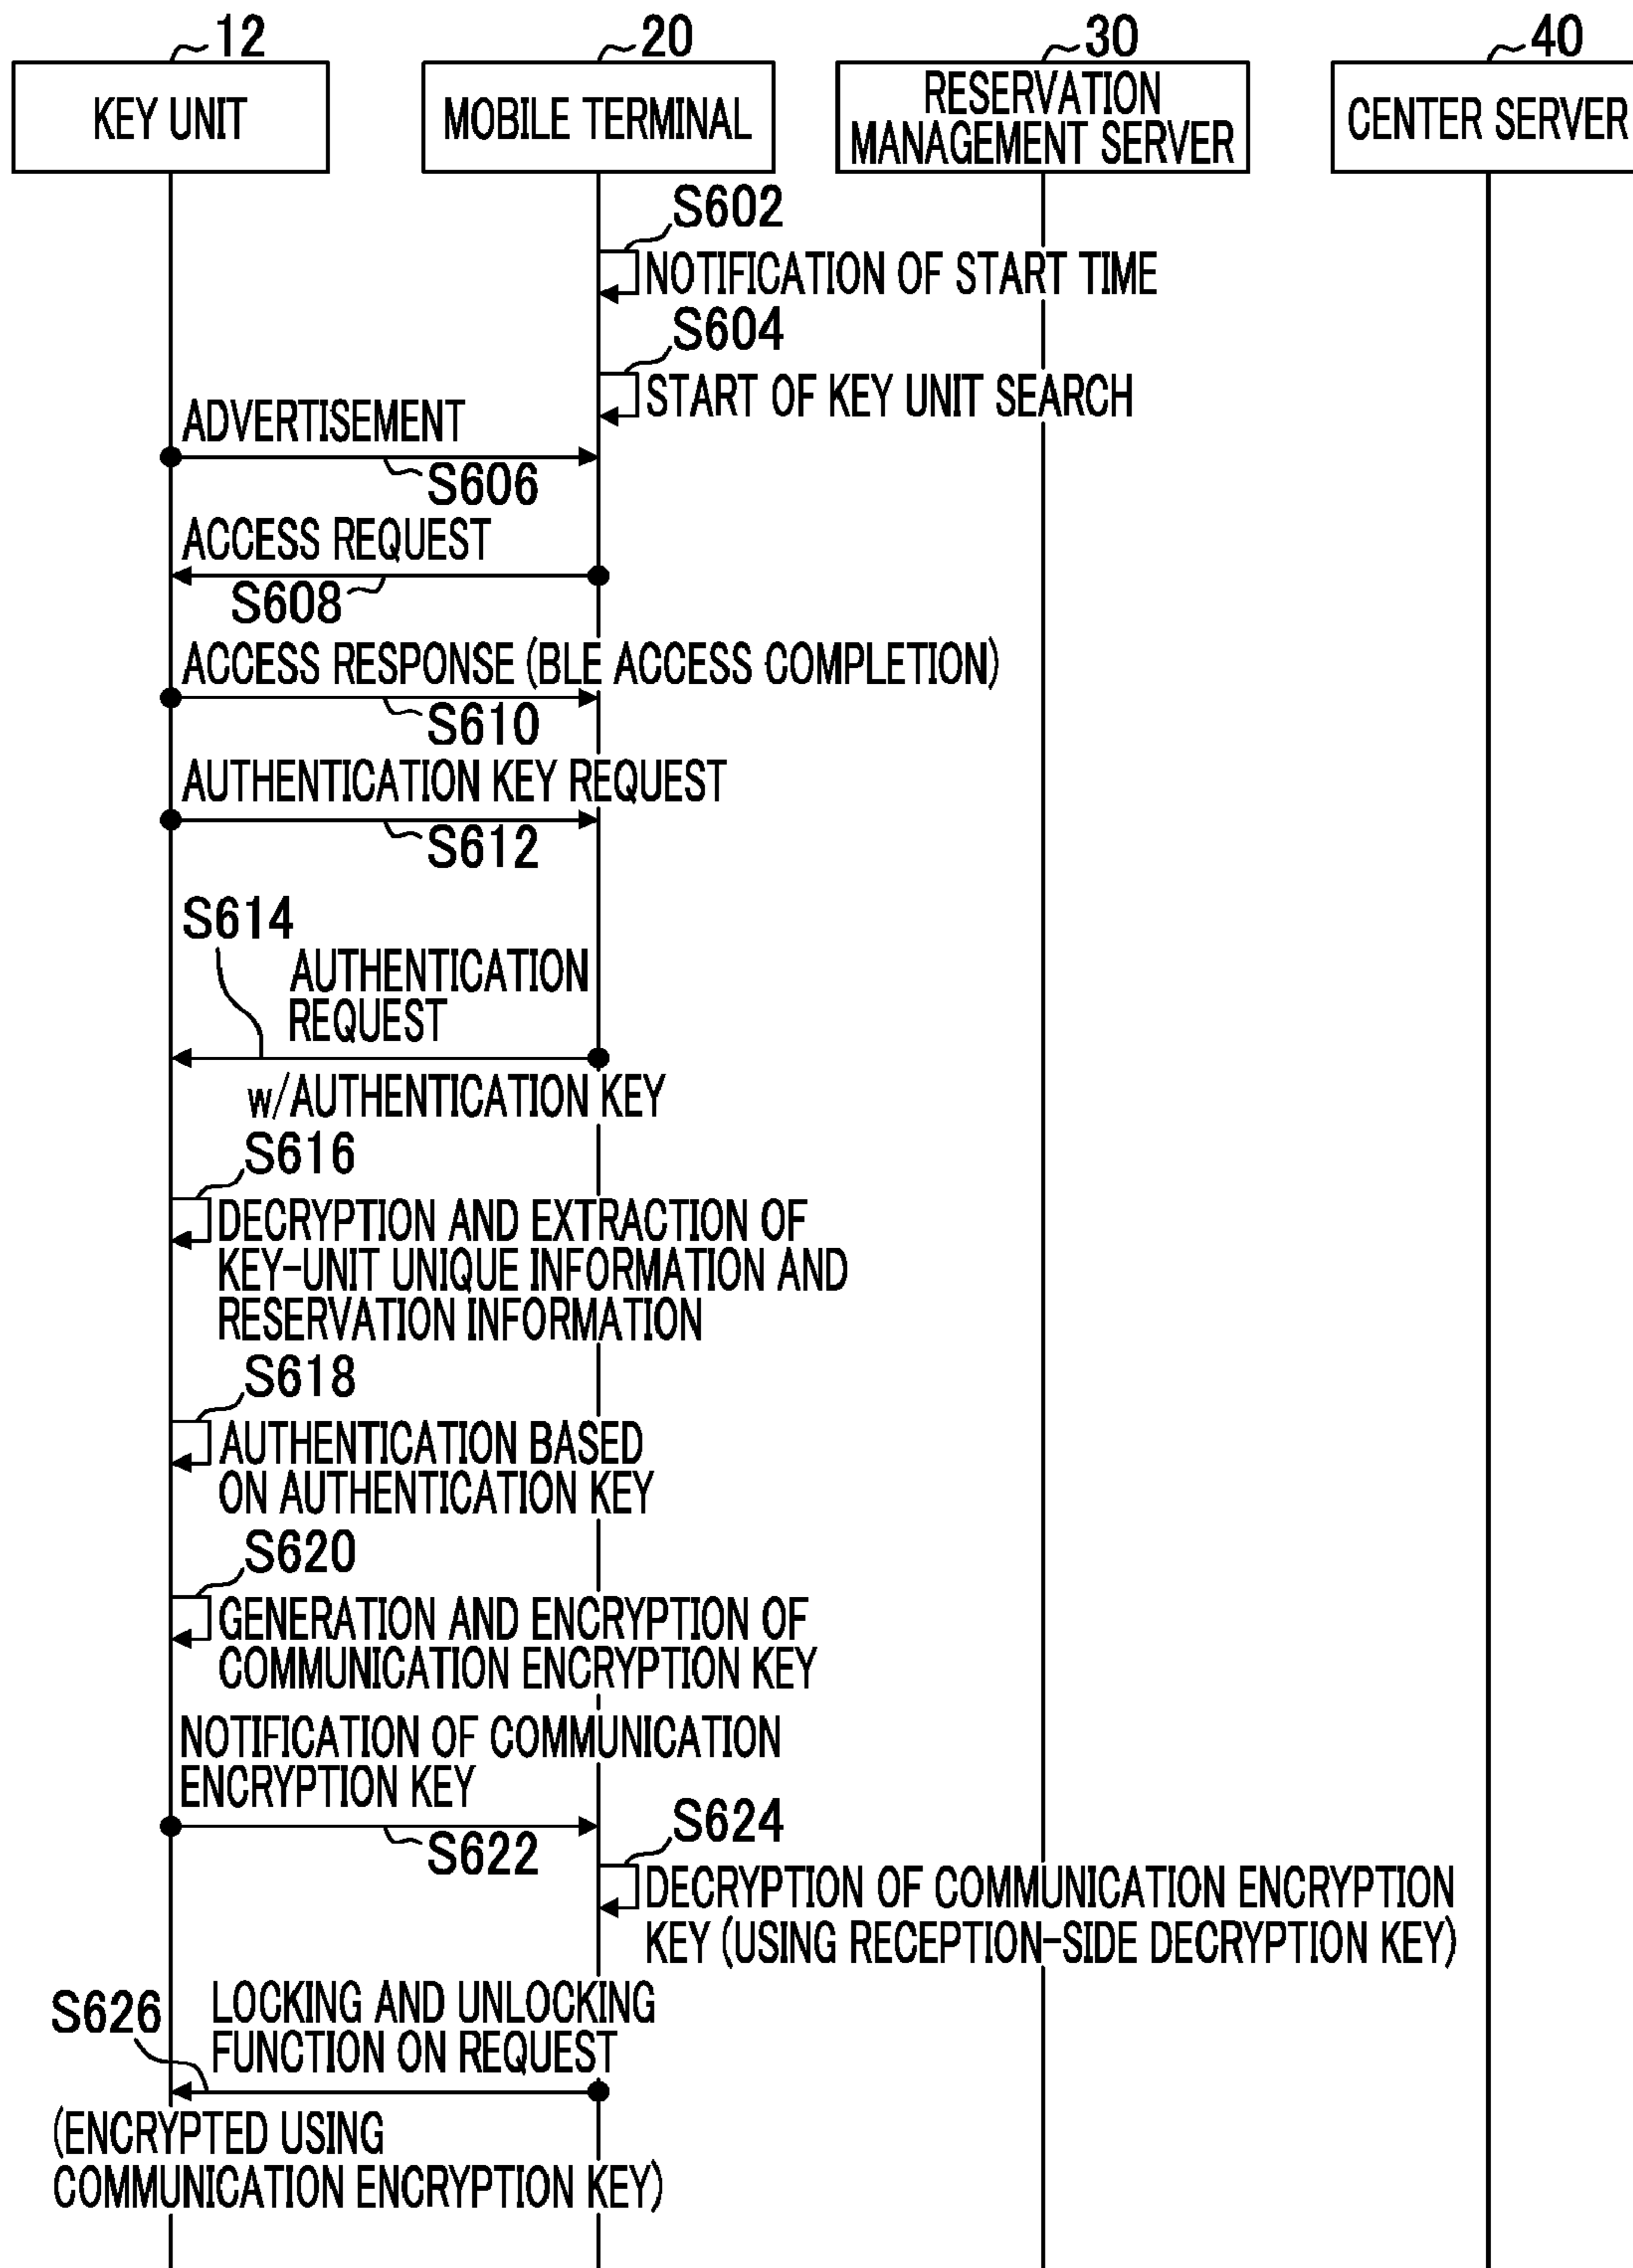 12
20
30
40
KEY UNIT
MOBILE TERMINAL
RESERVATION
MANAGEMENT SERVER
CENTER SERVER
S602
NOTIFICATION OF START TIME
S604
START OF KEY UNIT SEARCH
ADVERTISEMENT
S606
ACCESS REQUEST
S608
ACCESS RESPONSE (BLE ACCESS COMPLETION)
S610
AUTHENTICATION KEY REQUEST
S612
S614
AUTHENTICATION
REQUEST
w/AUTHENTICATION KEY
S616
DECRYPTION AND EXTRACTION OF
KEY-UNIT UNIQUE INFORMATION AND
RESERVATION INFORMATION
S618
AUTHENTICATION BASED
ON AUTHENTICATION KEY
S620
GENERATION AND ENCRYPTION OF
COMMUNICATION ENCRYPTION KEY
NOTIFICATION OF COMMUNICATION
ENCRYPTION KEY
S622
S624
DECRYPTION OF COMMUNICATION ENCRYPTION
KEY (USING RECEPTION-SIDE DECRYPTION KEY)
S626
LOCKING AND UNLOCKING
FUNCTION ON REQUEST
(ENCRYPTED USING
COMMUNICATION ENCRYPTION KEY)